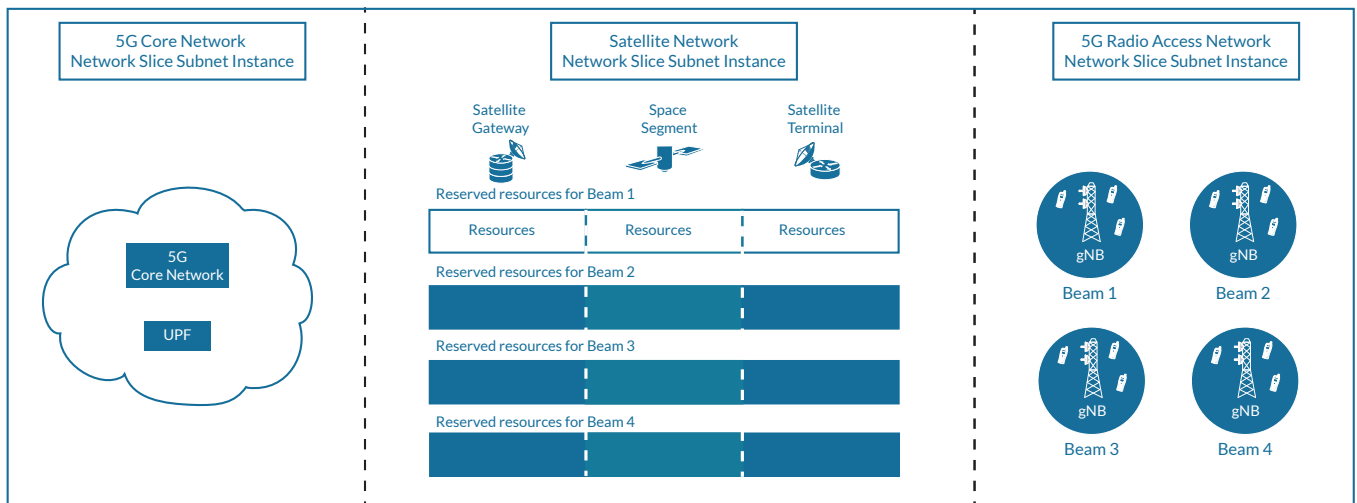 5G Core Network
Network Slice Subnet Instance
5G
Core Network
UPF
Satellite Network
Network Slice Subnet Instance
Satellite
Gateway
Space
Segment
Satellite
Terminal
Reserved resources for Beam 1
Resources
Resources
Resources
Reserved resources for Beam 2
Reserved resources for Beam 3
Reserved resources for Beam 4
5G Radio Access Network
Network Slice Subnet Instance
gNB
Beam 1
gNB
Beam 2
gNB
Beam 3
gNB
Beam 4